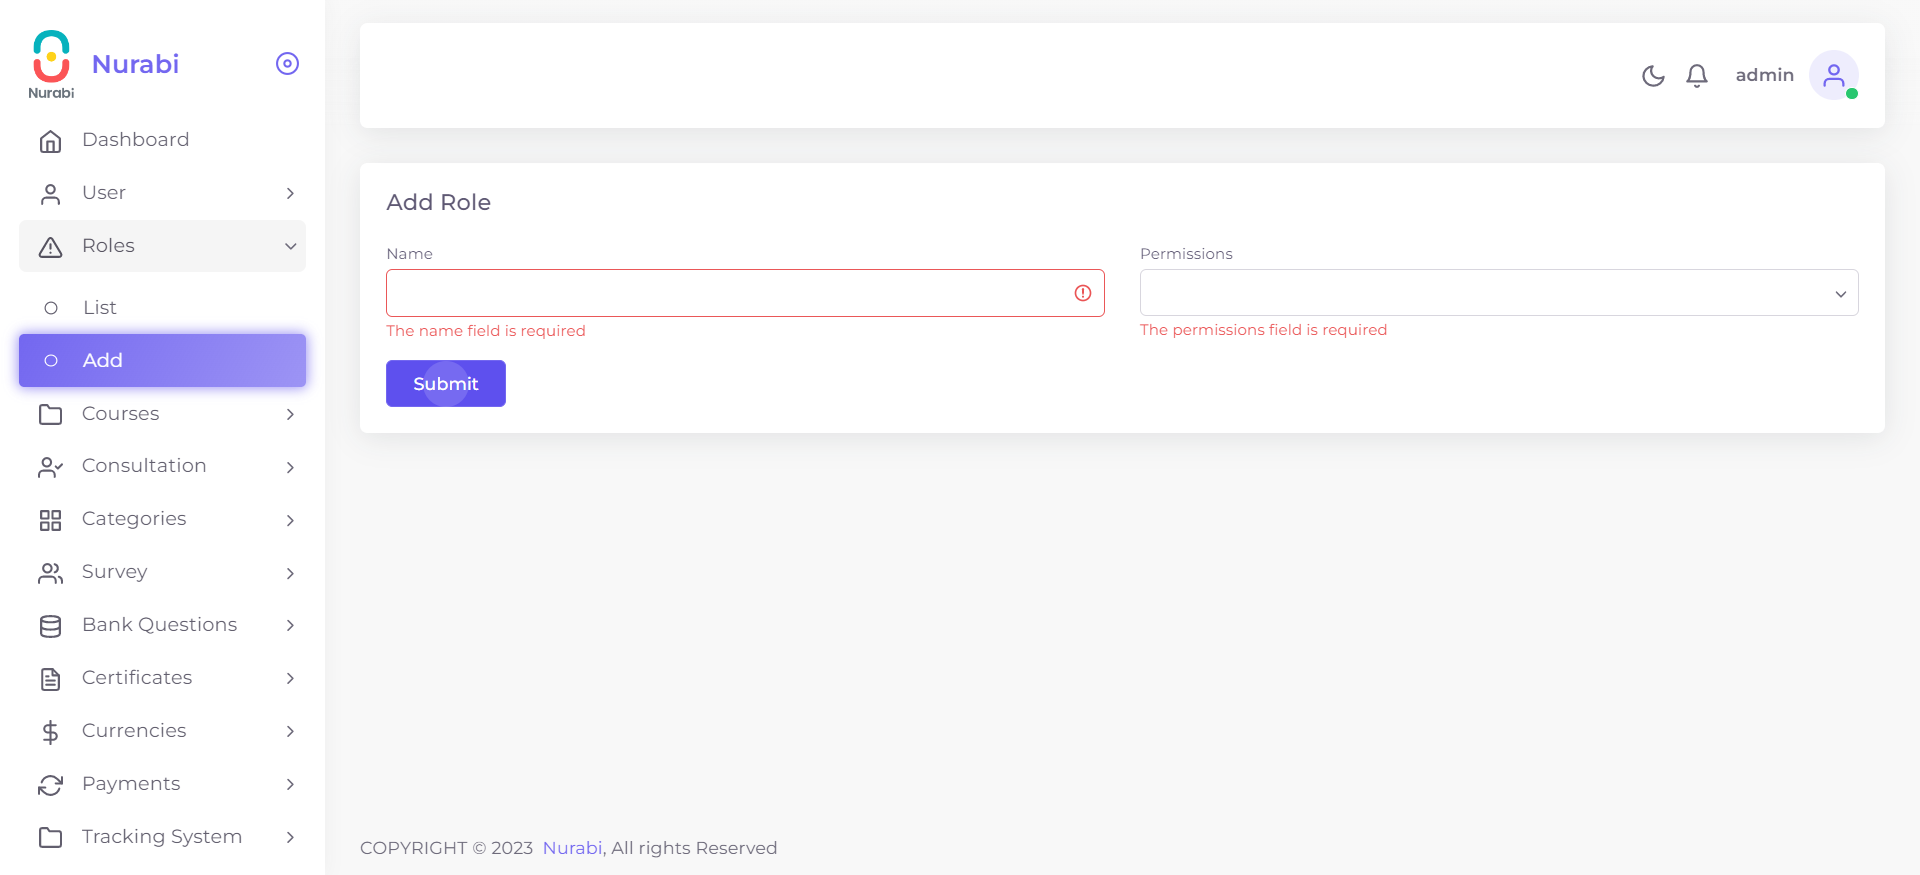 Nurabi
Nurabi
Dashboard
User
Roles
List
Add
Courses
Consultation
Categories
Survey
Bank Questions
Certificates
Currencies
Payments
Tracking System
admin
Add Role
Name
Permissions
The name field is required
The permissions field is required
Submit
COPYRIGHT © 2023 Nurabi, All rights Reserved